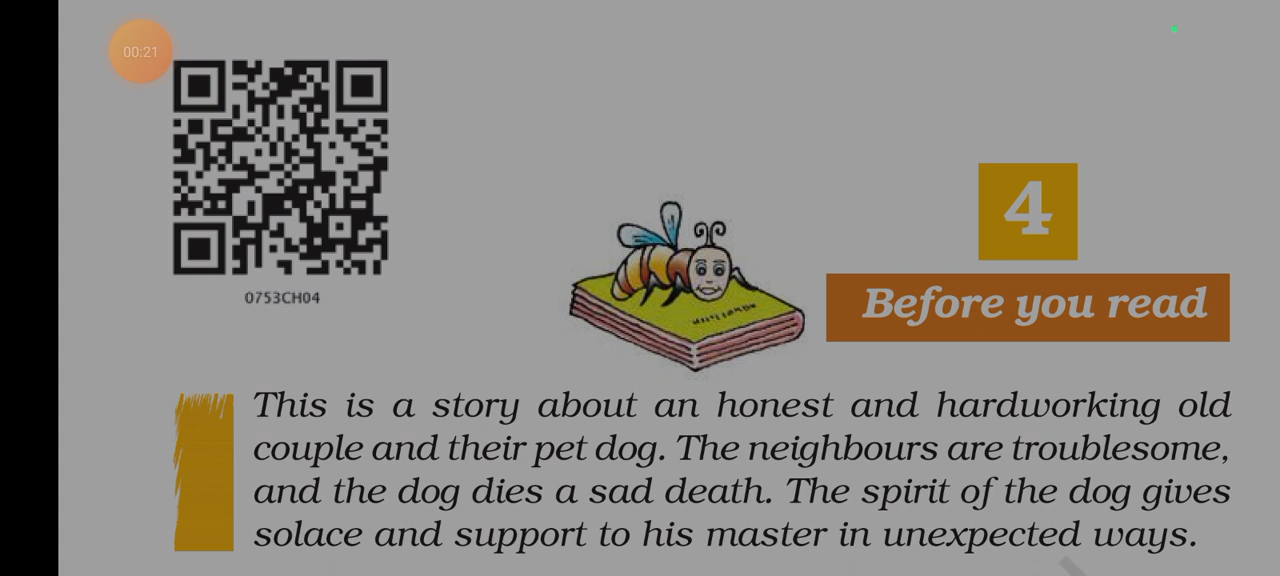 00:21
0753CH04
4
Before you read
This is a story about an honest and hardworking old
couple and their pet dog. The neighbours are troublesome,
and the dog dies a sad death. The spirit of the dog gives
solace and support to his master in unexpected ways.